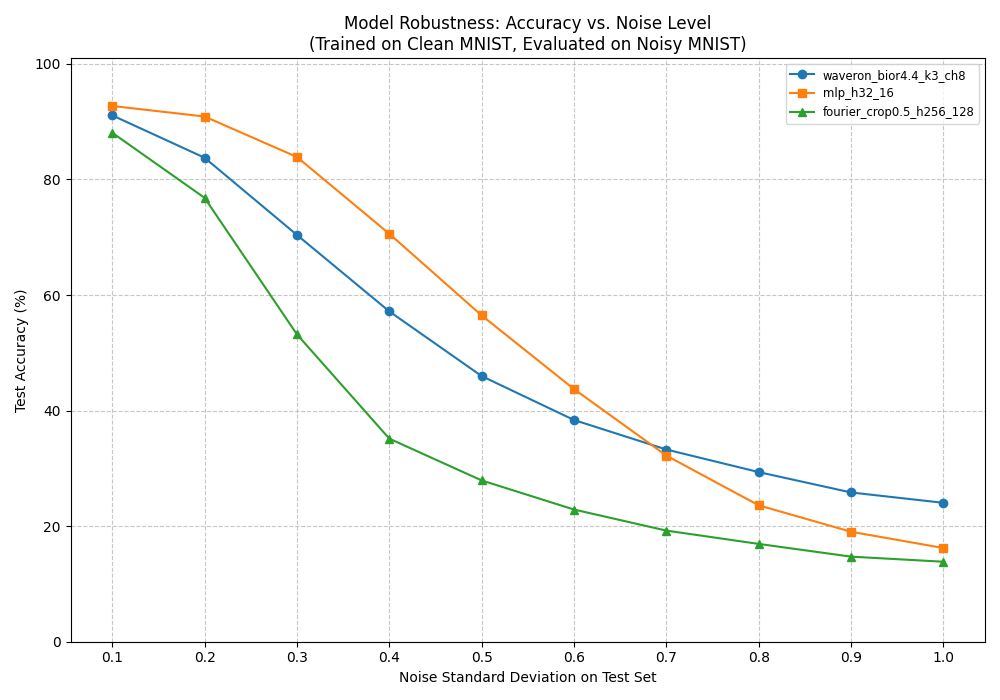 Model Robustness: Accuracy vs. Noise Level
(Trained on Clean MNIST, Evaluated on Noisy MNIST)
waveron_bior4.4_k3_ch8
mlp_h32_16
fourier_crop0.5_h256_128
Test Accuracy (%)
100
80
60
40
20
0
0.1 0.2 0.3 0.4 0.5 0.6 0.7 0.8 0.9 1.0
Noise Standard Deviation on Test Set